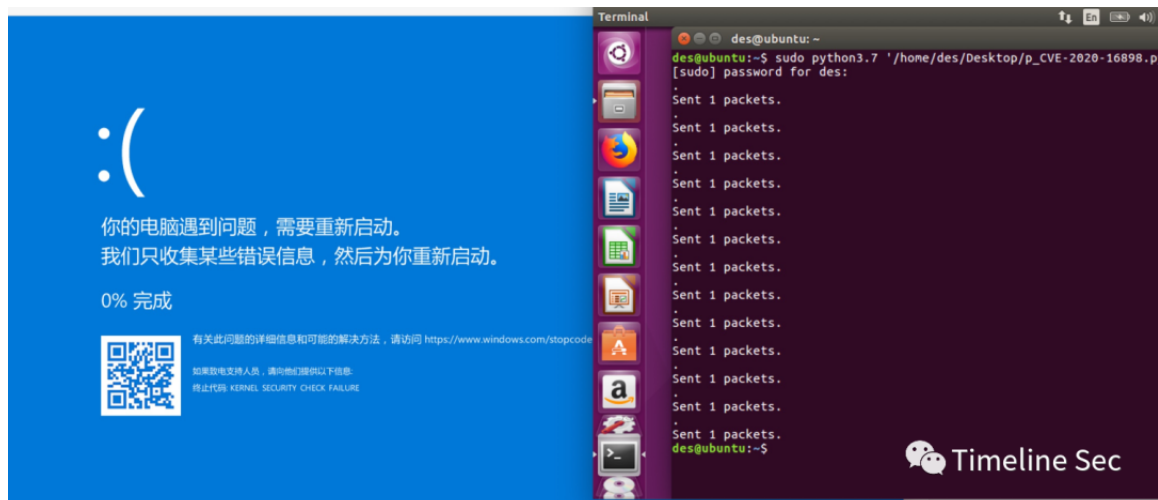 :(
你的电脑遇到问题，需要重新启动。
我们只收集某些错误信息，然后为你重新启动。
0% 完成
有关此问题的详细信息和可能的解决方法，请访问 https://www.windows.com/stopcode
如果致电支持人员，请向他们提供以下信息:
终止代码: KERNEL SECURITY CHECK FAILURE
Terminal
En
des@ubuntu: ~
des@ubuntu:~$ sudo python3.7 '/home/des/Desktop/p_CVE-2020-16898.p
[sudo] password for des:
.
Sent 1 packets.
.
Sent 1 packets.
.
Sent 1 packets.
.
Sent 1 packets.
.
Sent 1 packets.
.
Sent 1 packets.
.
Sent 1 packets.
.
Sent 1 packets.
.
Sent 1 packets.
.
Sent 1 packets.
.
Sent 1 packets.
.
Sent 1 packets.
.
Sent 1 packets.
des@ubuntu:~$
Timeline Sec